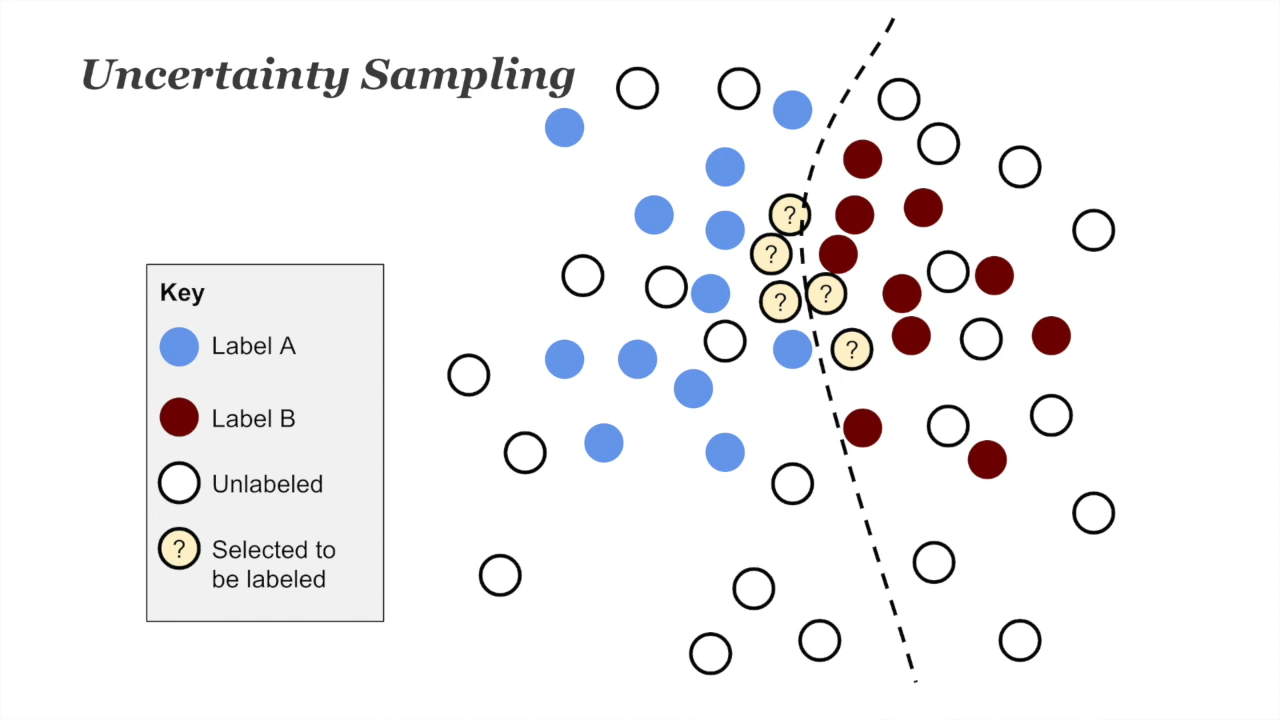 Uncertainty Sampling
?
?
?
?
?
Key
Label A
Label B
Unlabeled
?
Selected to
be labeled